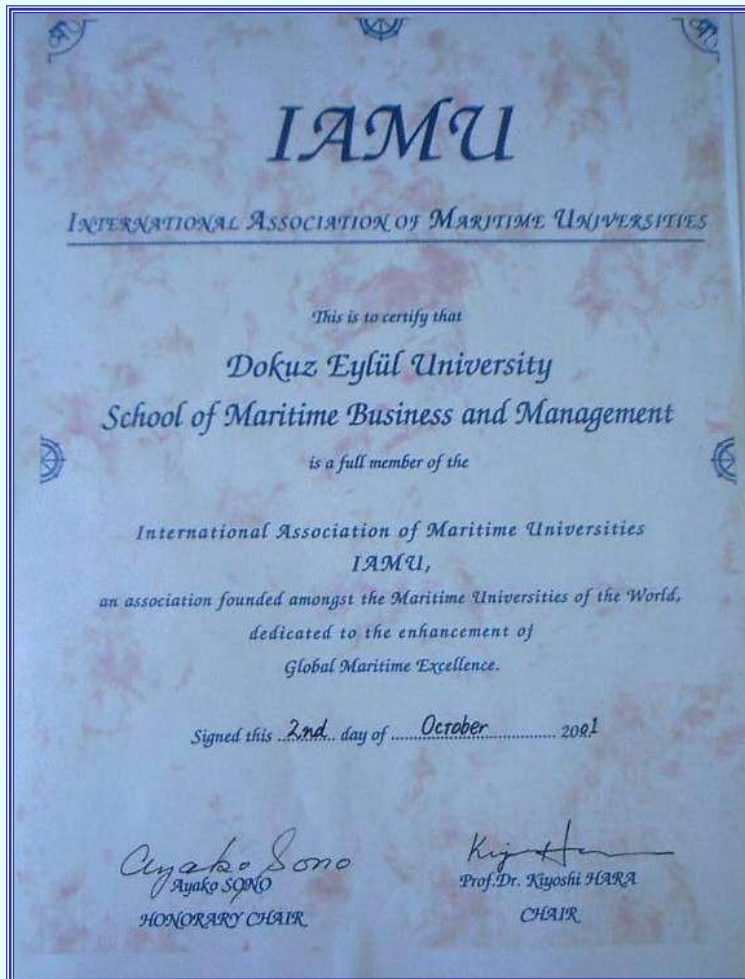 IAMU
INTERNATIONAL ASSOCIATION OF MARITIME UNIVERSITIES
This is to certify that
Dokuz Eylül University
School of Maritime Business and Management
is a full member of the
International Association of Maritime Universities
IAMU,
an association founded amongst the Maritime Universities of the World,
dedicated to the enhancement of
Global Maritime Excellence.
Signed this ..2nd.. day of ......October.............. 2001
Ayako Sono
Ayako SONO
Prof.Dr. Kiyoshi HARA
HONORARY CHAIR
CHAIR